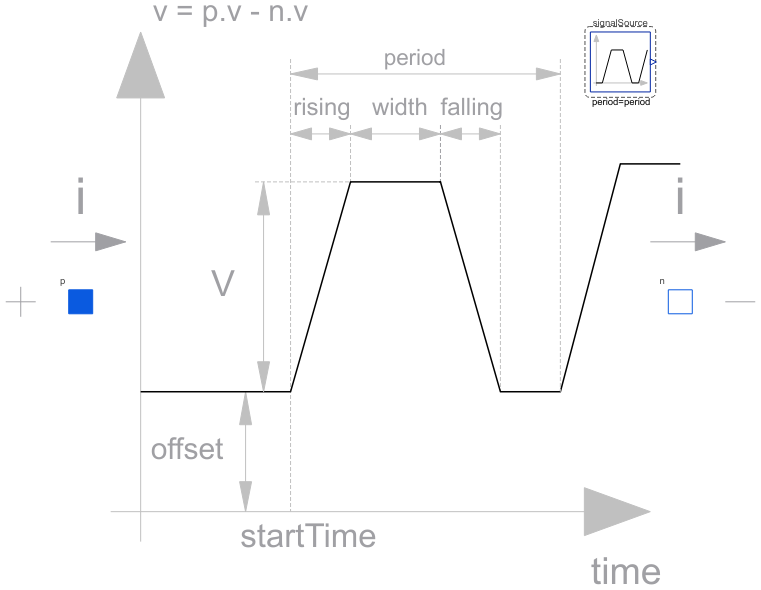 v = p.v - n.v
signalSource
period
period=period
rising width falling
i
i
p
n
V
offset
startTime
time